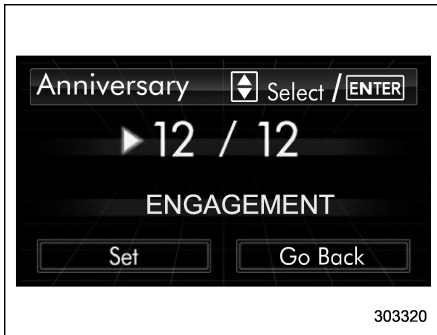 Anniversary Select / ENTER
12 / 12
ENGAGEMENT
Set Go Back
303320